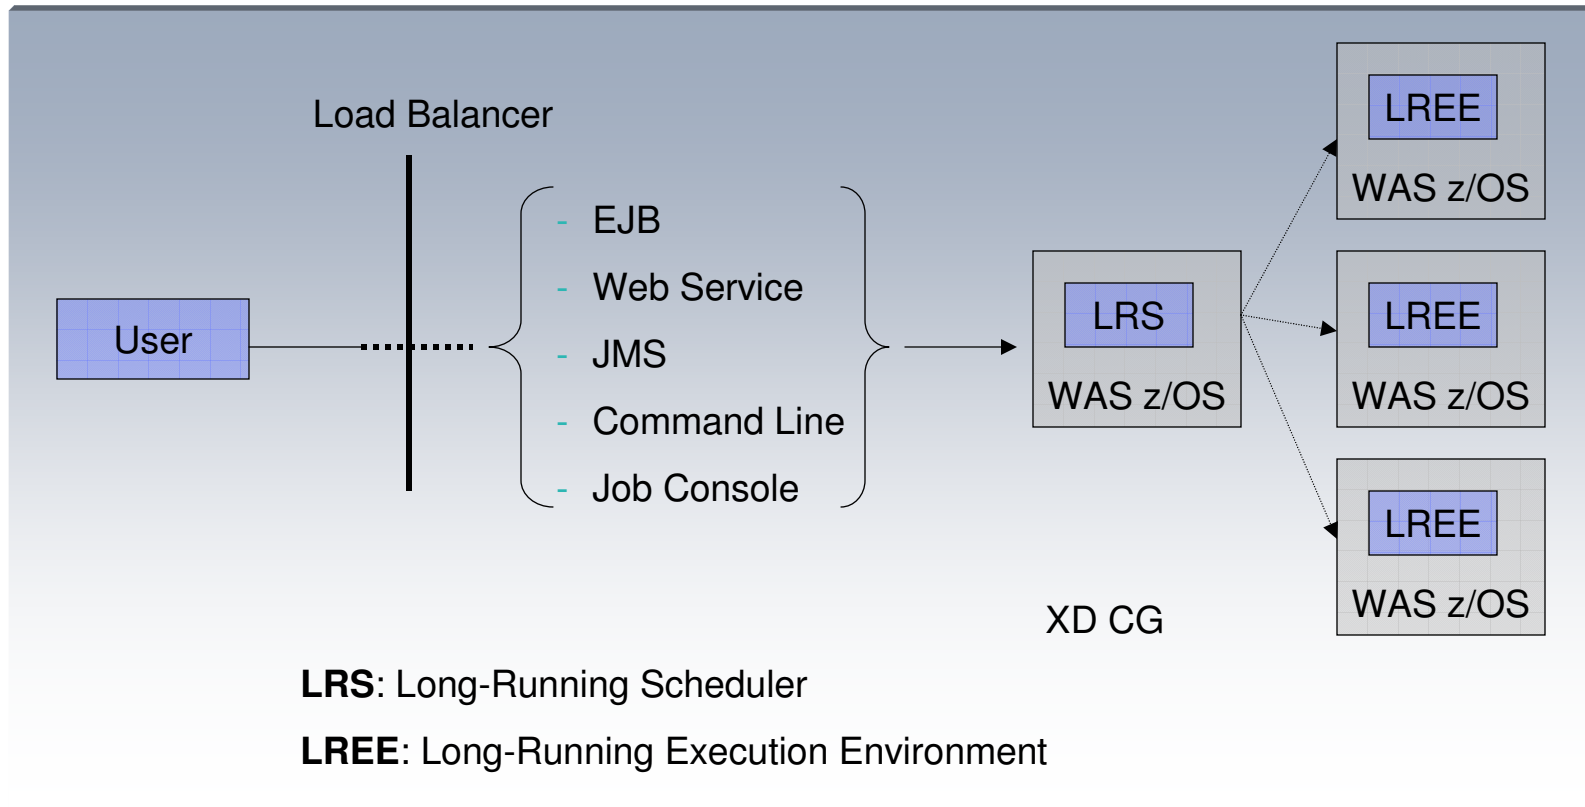 Load Balancer
User
- EJB
- Web Service
- JMS
- Command Line
- Job Console
LRS
WAS z/OS
LREE
WAS z/OS
LREE
WAS z/OS
LREE
WAS z/OS
XD CG
LRS: Long-Running Scheduler
LREE: Long-Running Execution Environment